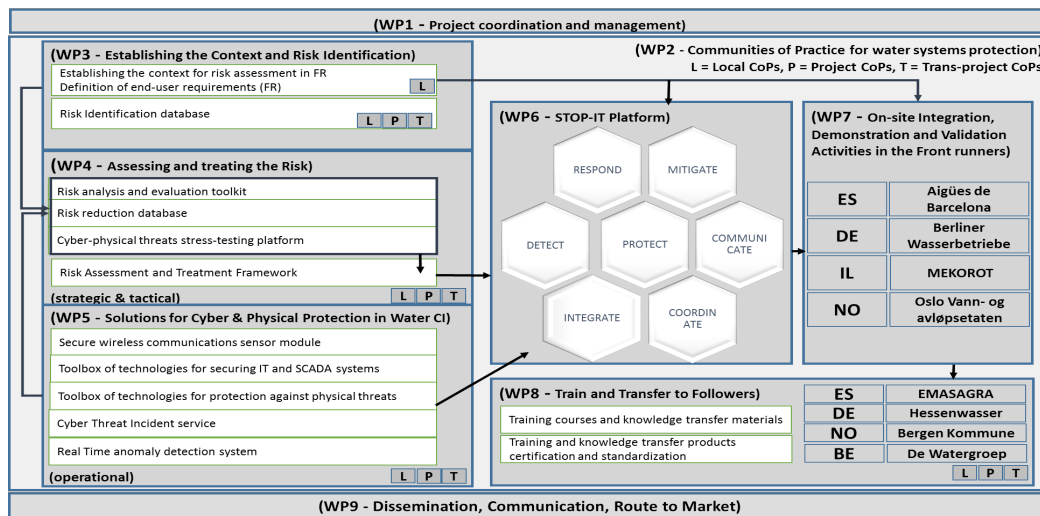 (WP1 - Project coordination and management)
(WP3 - Establishing the Context and Risk Identification)
Establishing the context for risk assessment in FR
Definition of end-user requirements (FR)
L
Risk Identification database
L P T
(WP2 - Communities of Practice for water systems protection)
L = Local CoPs, P = Project CoPs, T = Trans-project CoPs
(WP4 - Assessing and treating the Risk)
Risk analysis and evaluation toolkit
Risk reduction database
Cyber-physical threats stress-testing platform
Risk Assessment and Treatment Framework
(strategic & tactical)
L P T
(WP5 - Solutions for Cyber & Physical Protection in Water CI)
Secure wireless communications sensor module
Toolbox of technologies for securing IT and SCADA systems
Toolbox of technologies for protection against physical threats
Cyber Threat Incident service
Real Time anomaly detection system
(operational)
L P T
(WP6 - STOP-IT Platform)
RESPOND
MITIGATE
DETECT
PROTECT
COMMUNI
CATE
INTEGRATE
COORDIN
ATE
(WP7 - On-site Integration,
Demonstration and Validation
Activities in the Front runners)
ES Aigües de
Barcelona
DE Berliner
Wasserbetriebe
IL MEKOROT
NO Oslo Vann- og
avløpsetaten
(WP8 - Train and Transfer to Followers)
Training courses and knowledge transfer materials
Training and knowledge transfer products
certification and standardization
ES EMASAGRA
DE Hessenwasser
NO Bergen Kommune
BE De Watergroep
L P T
(WP9 - Dissemination, Communication, Route to Market)